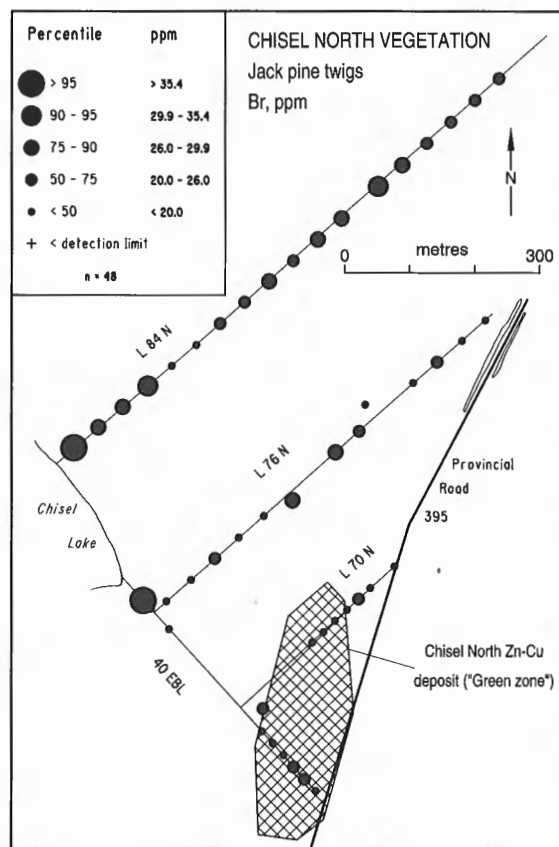 Percentile ppm
> 95 > 35.4
90 - 95 29.9 - 35.4
75 - 90 26.0 - 29.9
50 - 75 20.0 - 26.0
< 50 < 20.0
+ < detection limit
n = 48
CHISEL NORTH VEGETATION
Jack pine twigs
Br, ppm
N
0 metres 300
L 84 N
L 76 N
Chisel
Lake
Provincial
Road
395
L 70 N
40 EBL
Chisel North Zn-Cu
deposit ("Green zone")